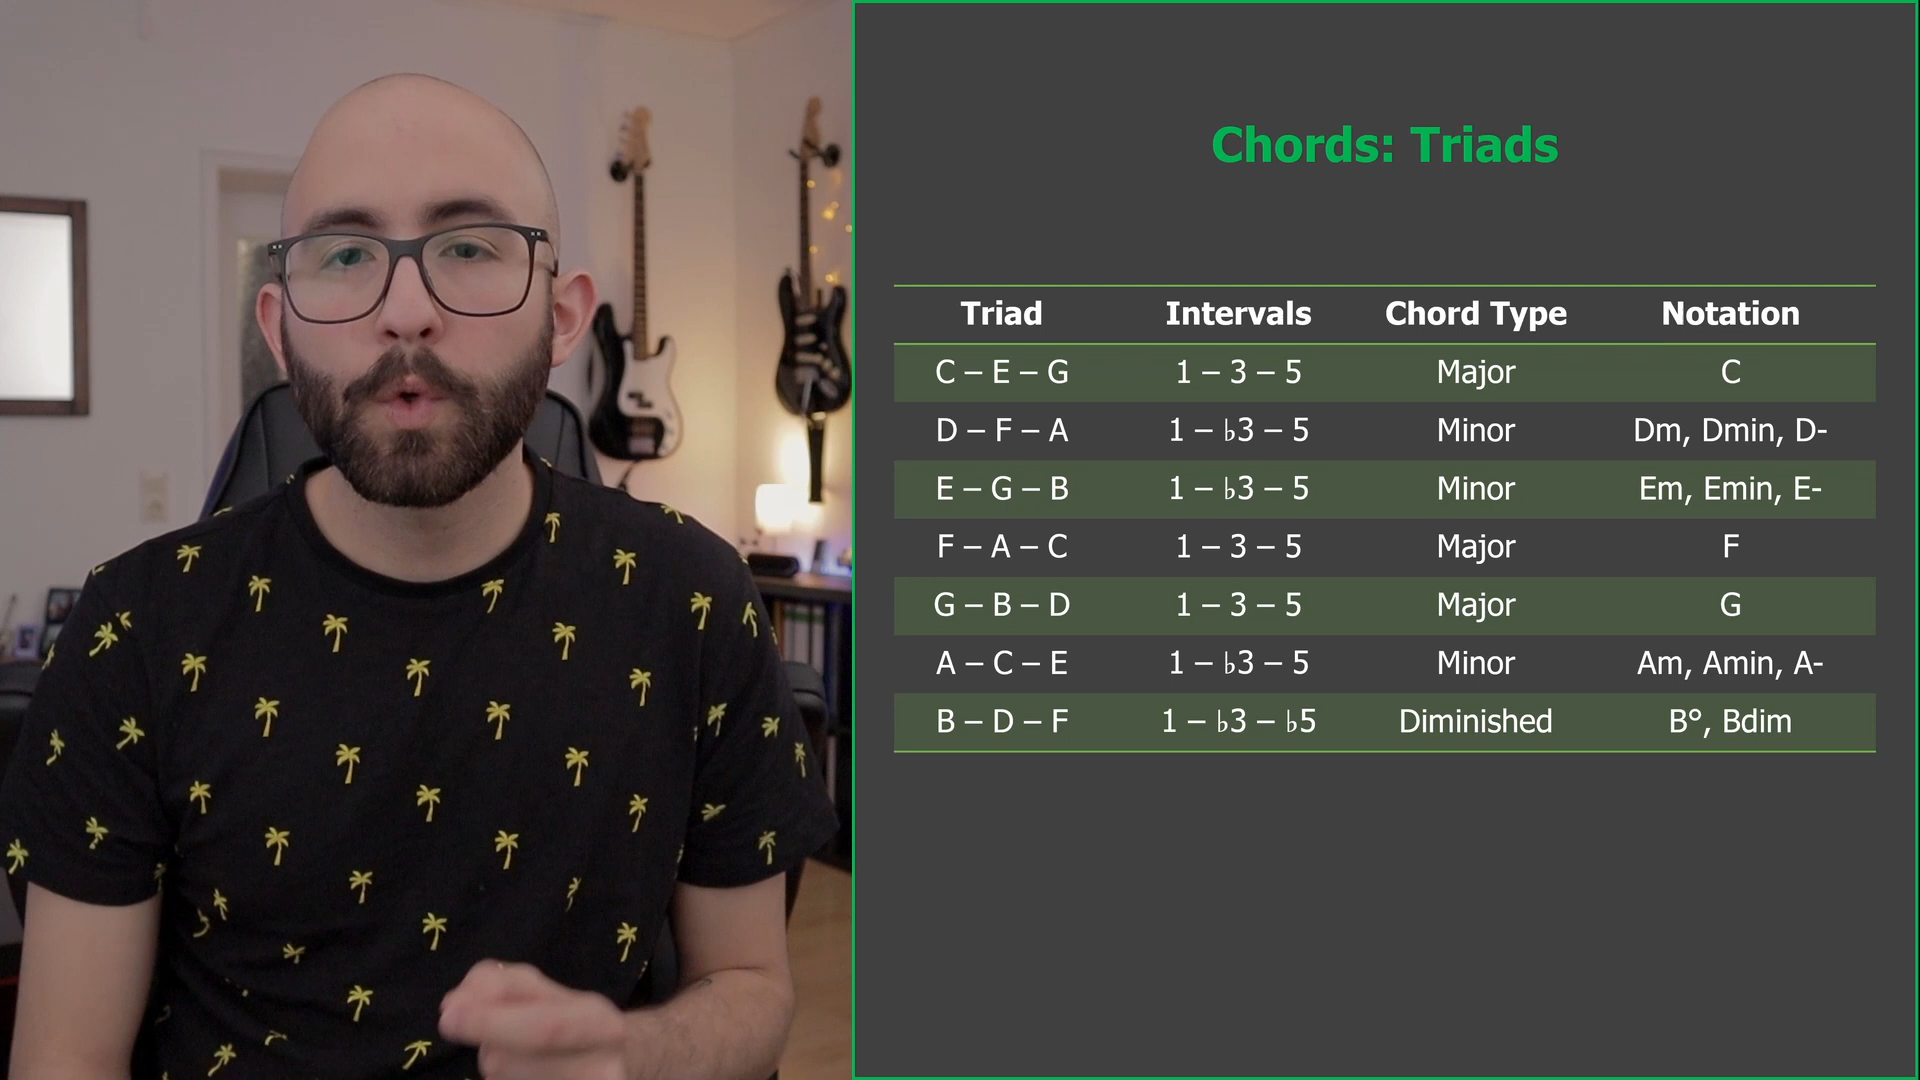 Chords: Triads
Triad Intervals Chord Type Notation
C – E – G 1 – 3 – 5 Major C
D – F – A 1 – ♭3 – 5 Minor Dm, Dmin, D-
E – G – B 1 – ♭3 – 5 Minor Em, Emin, E-
F – A – C 1 – 3 – 5 Major F
G – B – D 1 – 3 – 5 Major G
A – C – E 1 – ♭3 – 5 Minor Am, Amin, A-
B – D – F 1 – ♭3 – ♭5 Diminished B°, Bdim